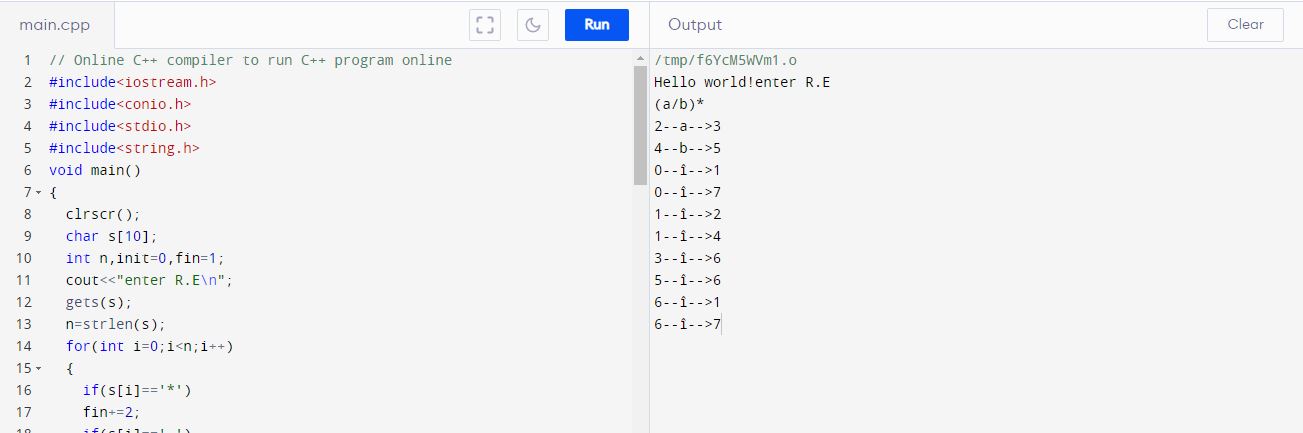 main.cpp
Run
Output
Clear
1 // Online C++ compiler to run C++ program online
2 #include<iostream.h>
3 #include<conio.h>
4 #include<stdio.h>
5 #include<string.h>
6 void main()
7 {
8 clrscr();
9 char s[10];
10 int n,init=0,fin=1;
11 cout<<"enter R.E\n";
12 gets(s);
13 n=strlen(s);
14 for(int i=0;i<n;i++)
15 {
16 if(s[i]=='*')
17 fin+=2;
/tmp/f6YcM5WVm1.o
Hello world!enter R.E
(a/b)*
2--a-->3
4--b-->5
0--î-->1
0--î-->7
1--î-->2
1--î-->4
3--î-->6
5--î-->6
6--î-->1
6--î-->7